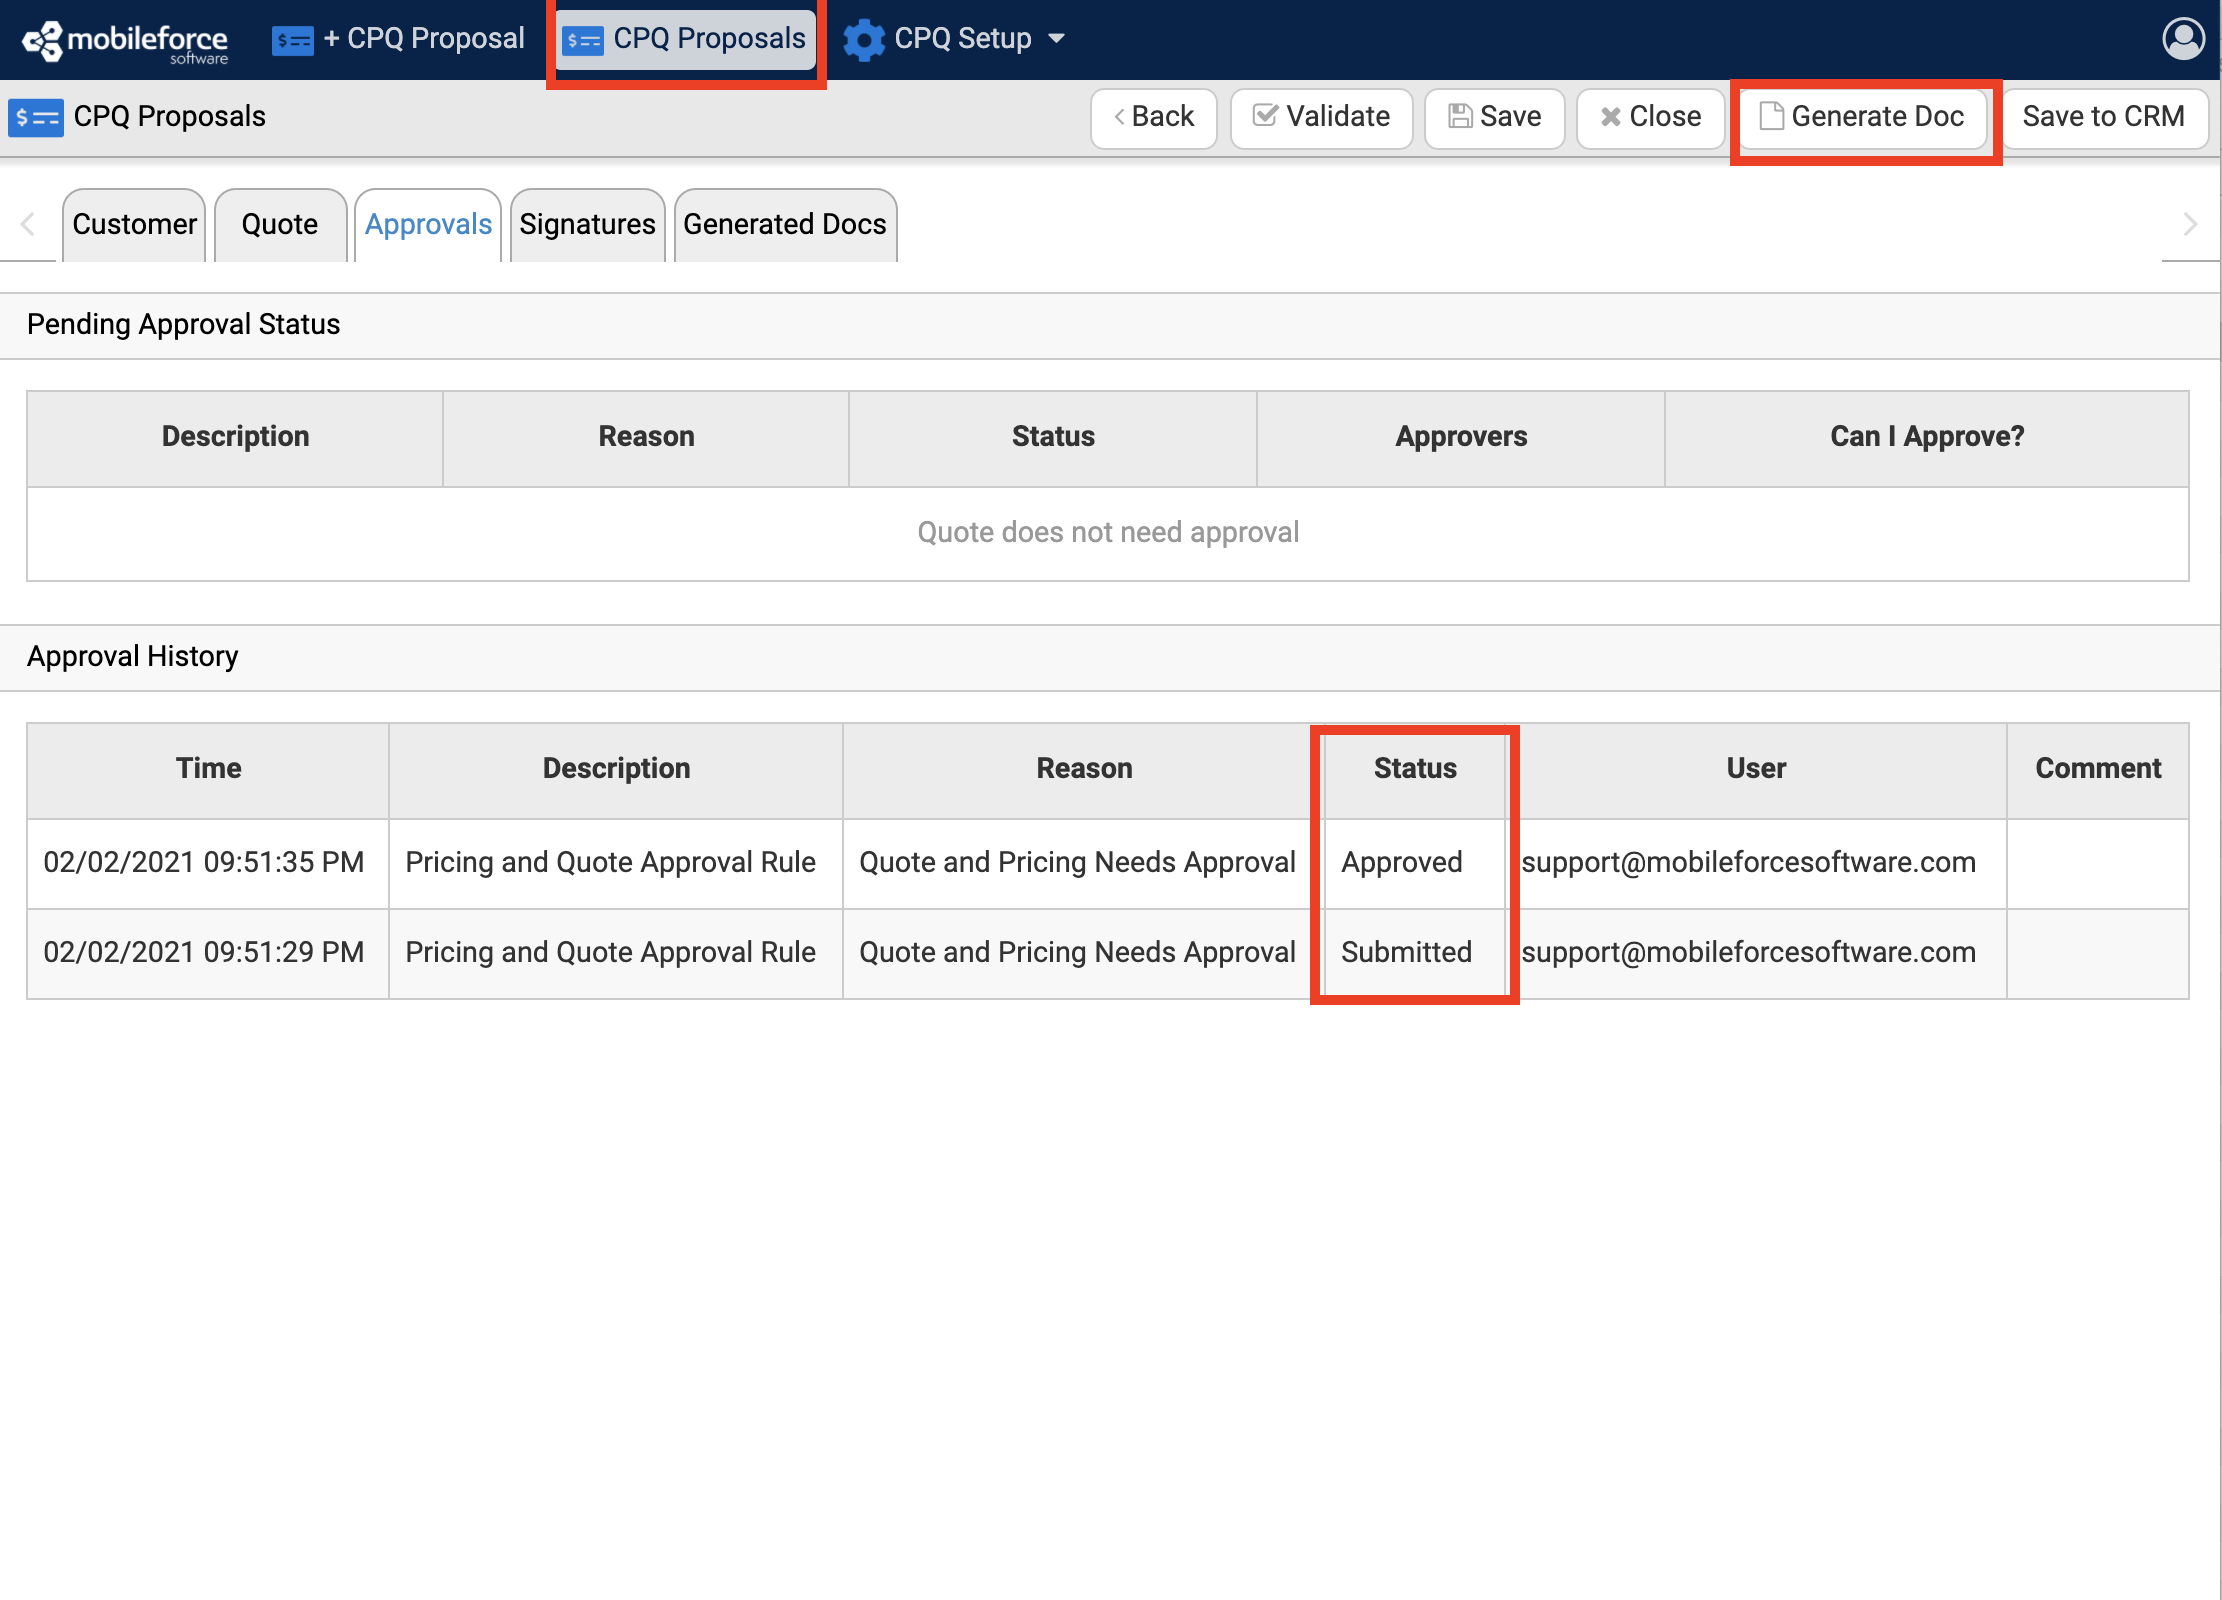 mobileforce
software
+ CPQ Proposal
CPQ Proposals
CPQ Setup
CPQ Proposals
Back
Validate
Save
Close
Generate Doc
Save to CRM
Customer
Quote
Approvals
Signatures
Generated Docs
Pending Approval Status
Description Reason Status Approvers Can I Approve?
Quote does not need approval
Approval History
Time Description Reason Status User Comment
02/02/2021 09:51:35 PM Pricing and Quote Approval Rule Quote and Pricing Needs Approval Approved support@mobileforcesoftware.com
02/02/2021 09:51:29 PM Pricing and Quote Approval Rule Quote and Pricing Needs Approval Submitted support@mobileforcesoftware.com